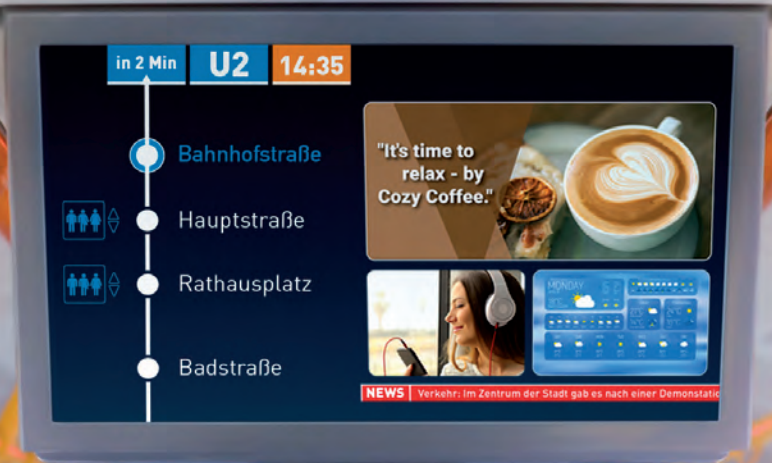 in 2 Min
U2
14:35
Bahnhofstraße
Hauptstraße
Rathausplatz
Badstraße
"It's time to
relax - by
Cozy Coffee."
MONDAY
NEWS
Verkehr: Im Zentrum der Stadt gab es nach einer Demonstatio